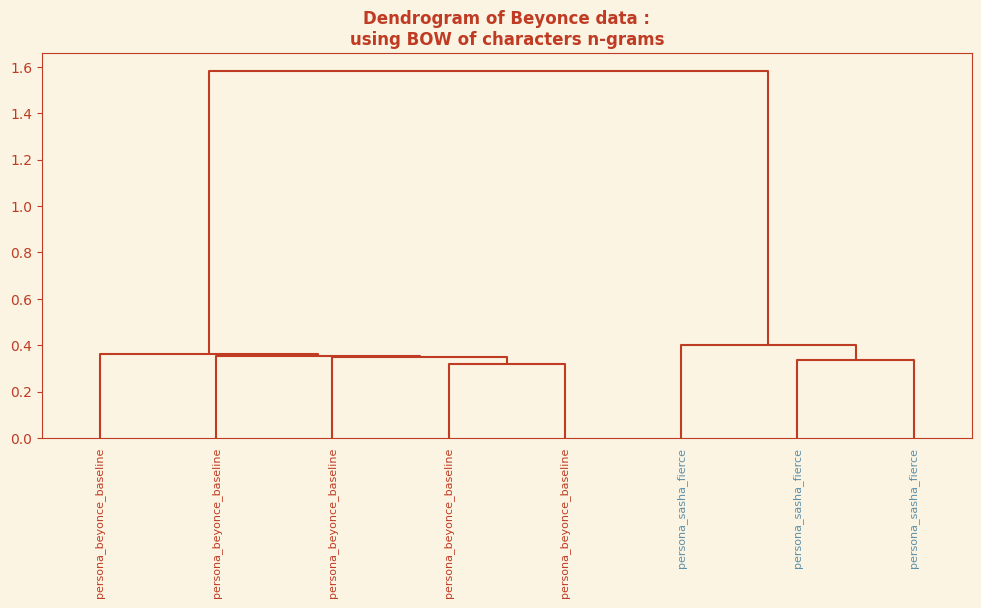 Dendrogram of Beyonce data :
using BOW of characters n-grams
1.6
1.4
1.2
1.0
0.8
0.6
0.4
0.2
0.0
persona_beyonce_baseline
persona_beyonce_baseline
persona_beyonce_baseline
persona_beyonce_baseline
persona_beyonce_baseline
persona_sasha_fierce
persona_sasha_fierce
persona_sasha_fierce